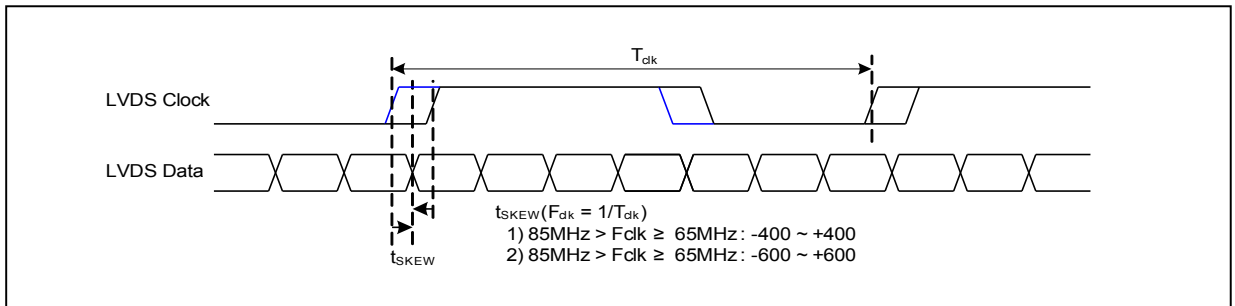 Tclk
LVDS Clock
LVDS Data
tSKEW(Fclk = 1/Tclk)
1) 85MHz > Fclk ≥ 65MHz : -400 ~ +400
2) 85MHz > Fclk ≥ 65MHz : -600 ~ +600
tSKEW